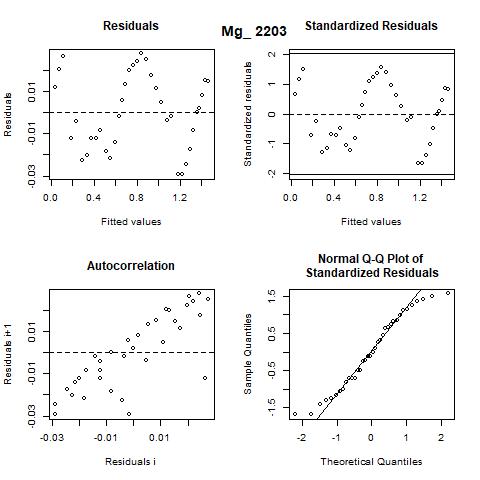 Mg_ 2203
Residuals
Residuals
0.01
-0.01
-0.03
0.0 0.4 0.8 1.2
Fitted values
Standardized Residuals
Standardized residuals
2
1
0
-1
-2
0.0 0.4 0.8 1.2
Fitted values
Autocorrelation
Residuals i+1
0.01
-0.01
-0.03
-0.03 -0.01 0.01
Residuals i
Normal Q-Q Plot of
Standardized Residuals
Sample Quantiles
1.5
0.5
-0.5
-1.5
-2 -1 0 1 2
Theoretical Quantiles